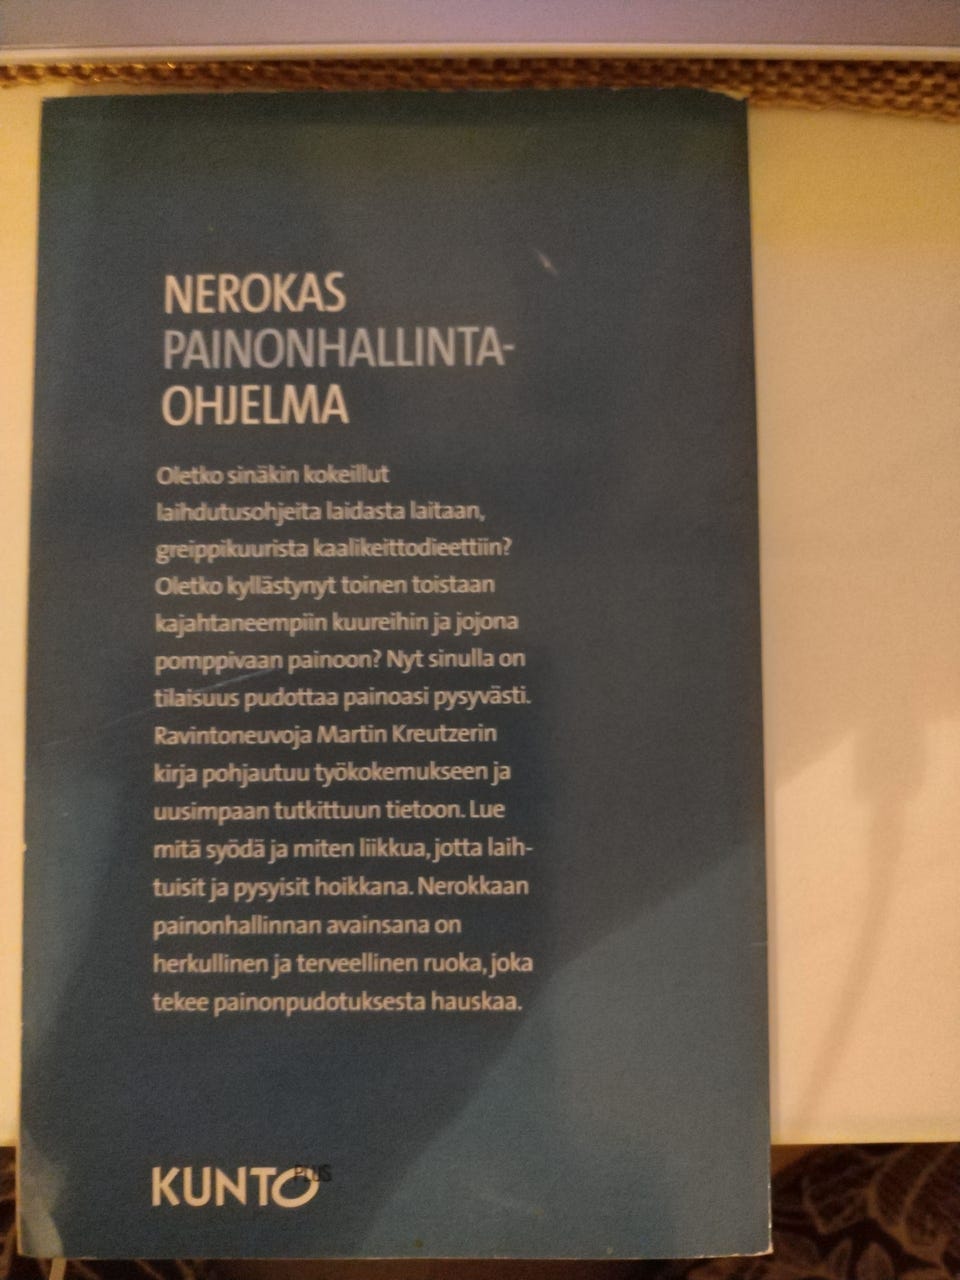 NEROKAS
PAINONHALLINTA-
OHJELMA
Oletko sinäkin kokeillut
laihdutusohjeita laidasta laitaan,
greippikuurista kaalikeittodieettiin?
Oletko kyllästynyt toinen toistaan
kajahtaneempiin kuureihin ja jojona
pomppivaan painoon? Nyt sinulla on
tilaisuus pudottaa painoasi pysyvästi.
Ravintoneuvoja Martin Kreutzerin
kirja pohjautuu työkokemukseen ja
uusimpaan tutkittuun tietoon. Lue
mitä syödä ja miten liikkua, jotta laih-
tuisit ja pysyisit hoikkana. Nerokkaan
painonhallinnan avainsana on
herkullinen ja terveellinen ruoka, joka
tekee painonpudotuksesta hauskaa.
KUNTO PLUS